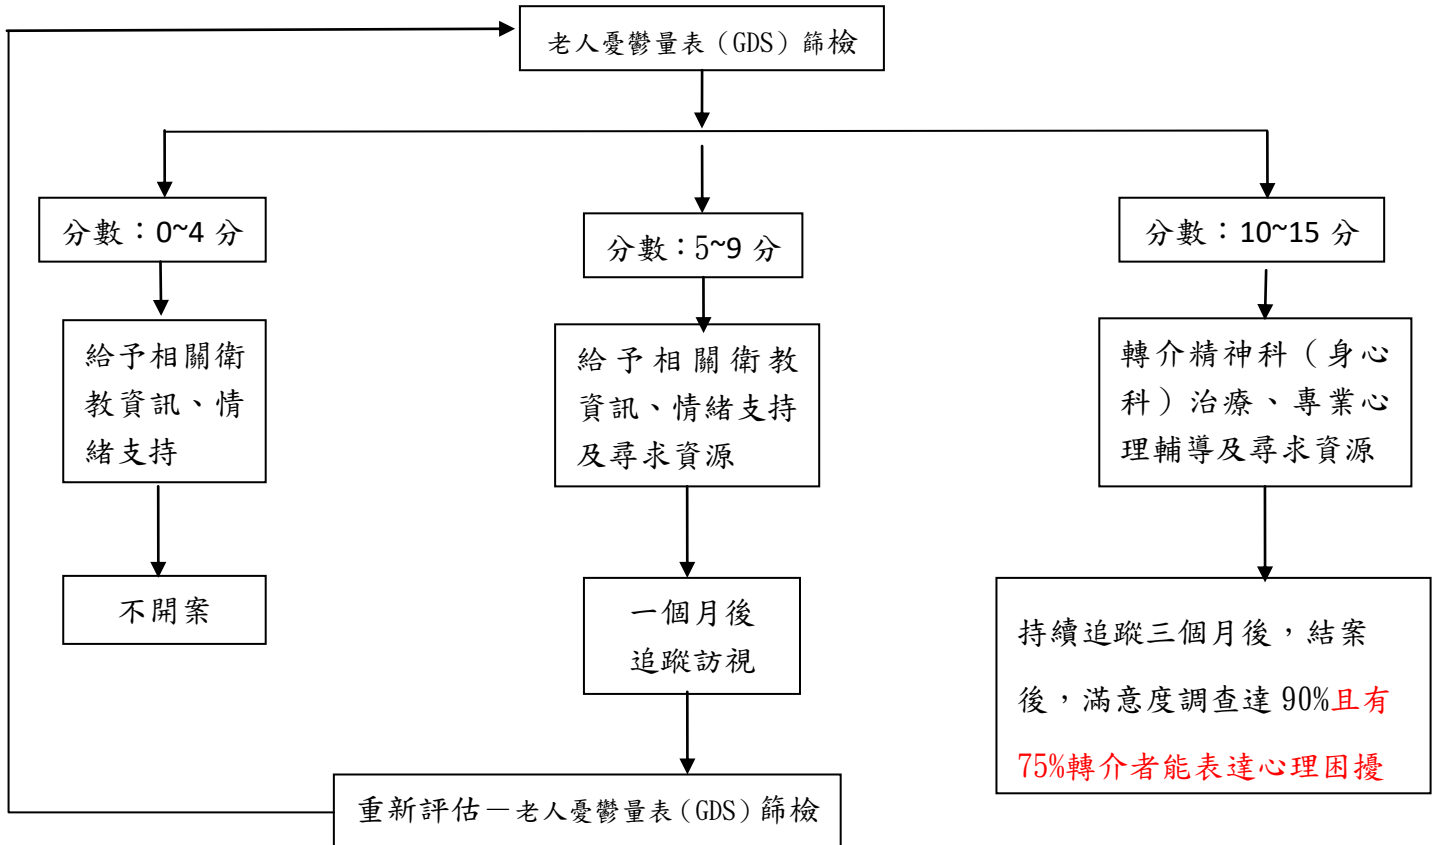 老人憂鬱量表（GDS）篩檢
分數：0~4 分
分數：5~9 分
分數：10~15 分
給予相關衛
教資訊、情
緒支持
給予相關衛教
資訊、情緒支持
及尋求資源
轉介精神科（身心
科）治療、專業心
理輔導及尋求資源
不開案
一個月後
追蹤訪視
持續追蹤三個月後，結案
後，滿意度調查達 90%且有
75%轉介者能表達心理困擾
重新評估－老人憂鬱量表（GDS）篩檢